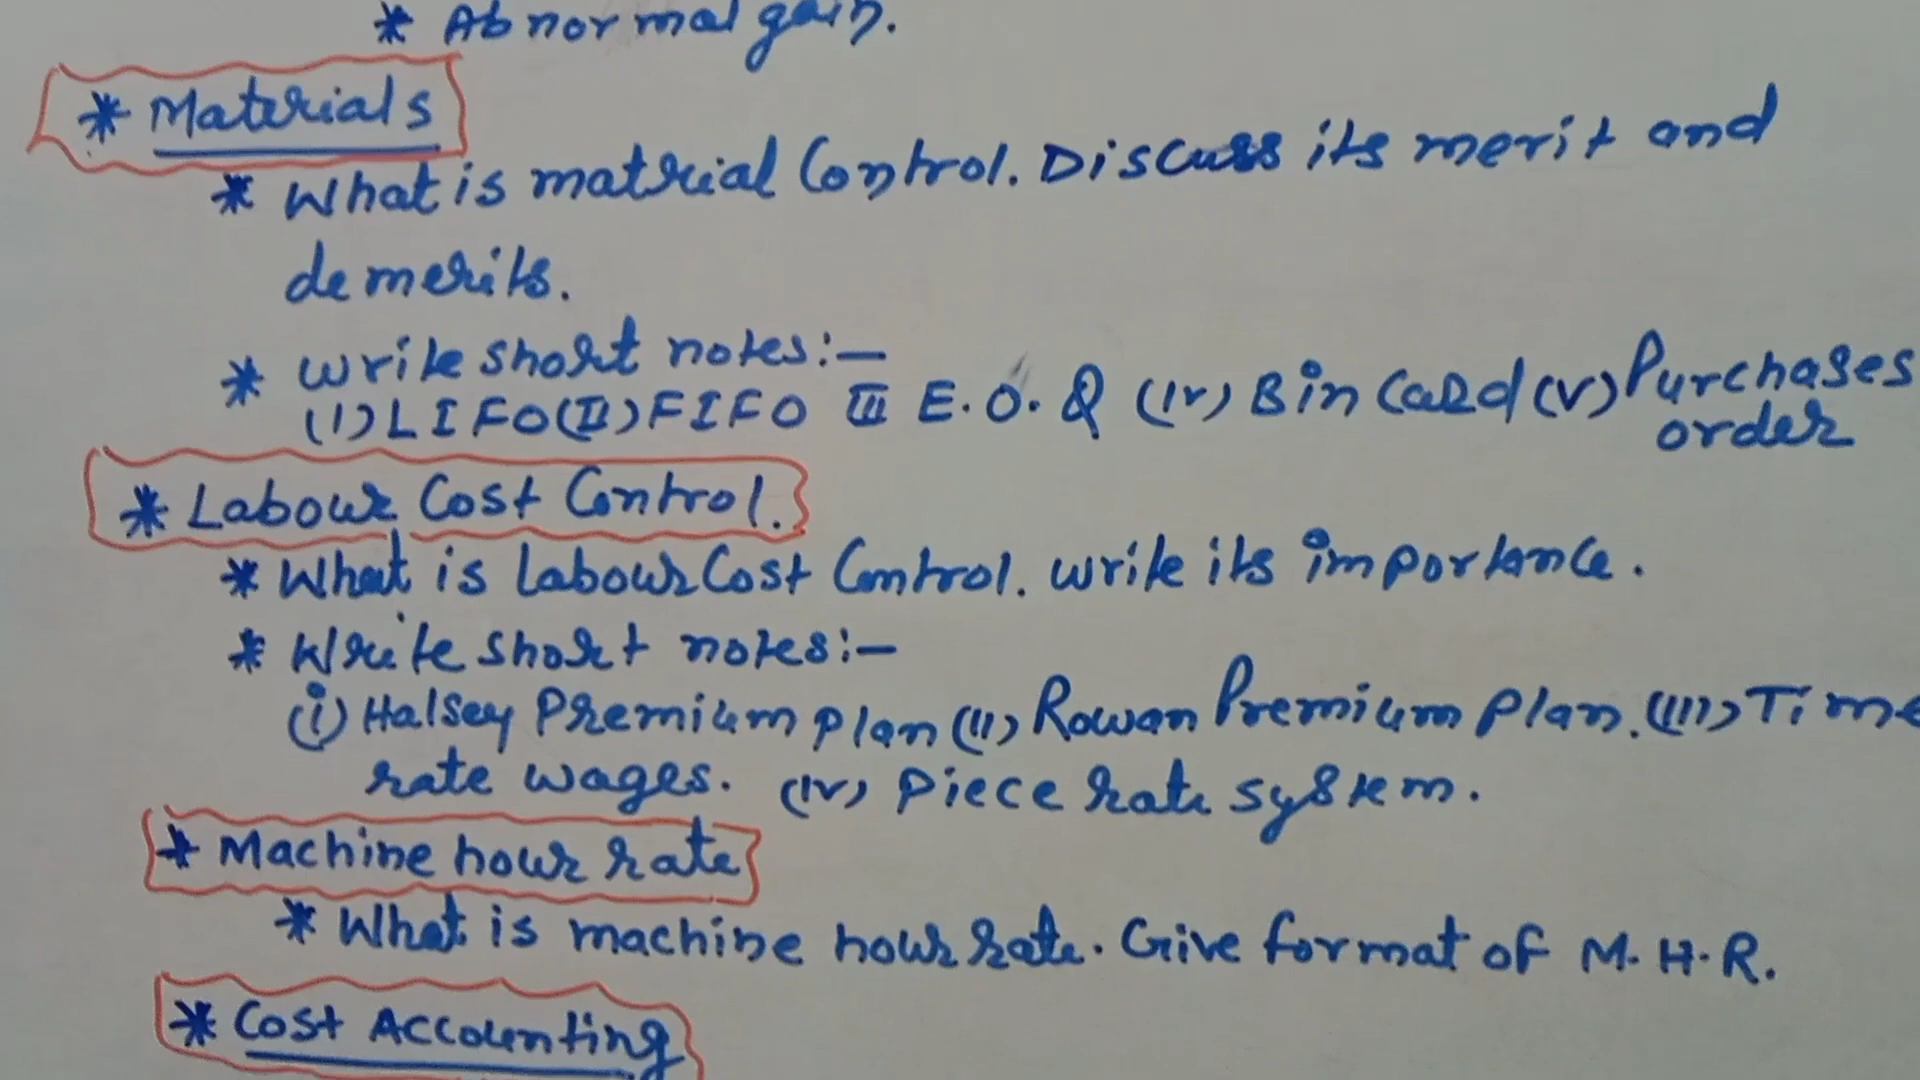 * Abnormal gain.
* Materials
* What is material Control. Discuss its merit and
demerits.
* Write short notes:-
(I) LIFO (II) FIFO III E.O.Q (IV) Bin Card (V) Purchases
order
* Labour Cost Control.
* What is Labour Cost Control. write its importance.
* Write short notes:-
(i) Halsey Premium plan (II) Rowan Premium Plan. (III) Time
rate wages. (IV) Piece rate system.
* Machine hour rate
* What is machine hour rate. Give format of M.H.R.
* Cost Accounting